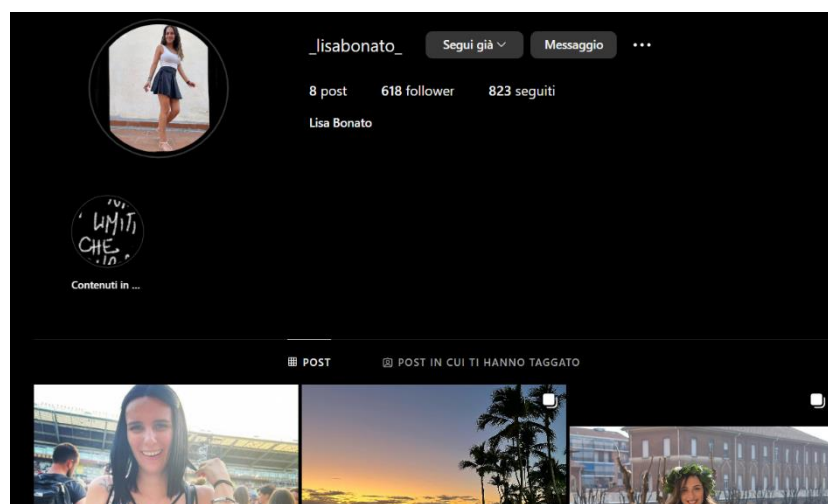 _lisabonato_ Segui già Messaggio
8 post 618 follower 823 seguiti
Lisa Bonato
LIMITI
CHE
Contenuti in ...
POST POST IN CUI TI HANNO TAGGATO